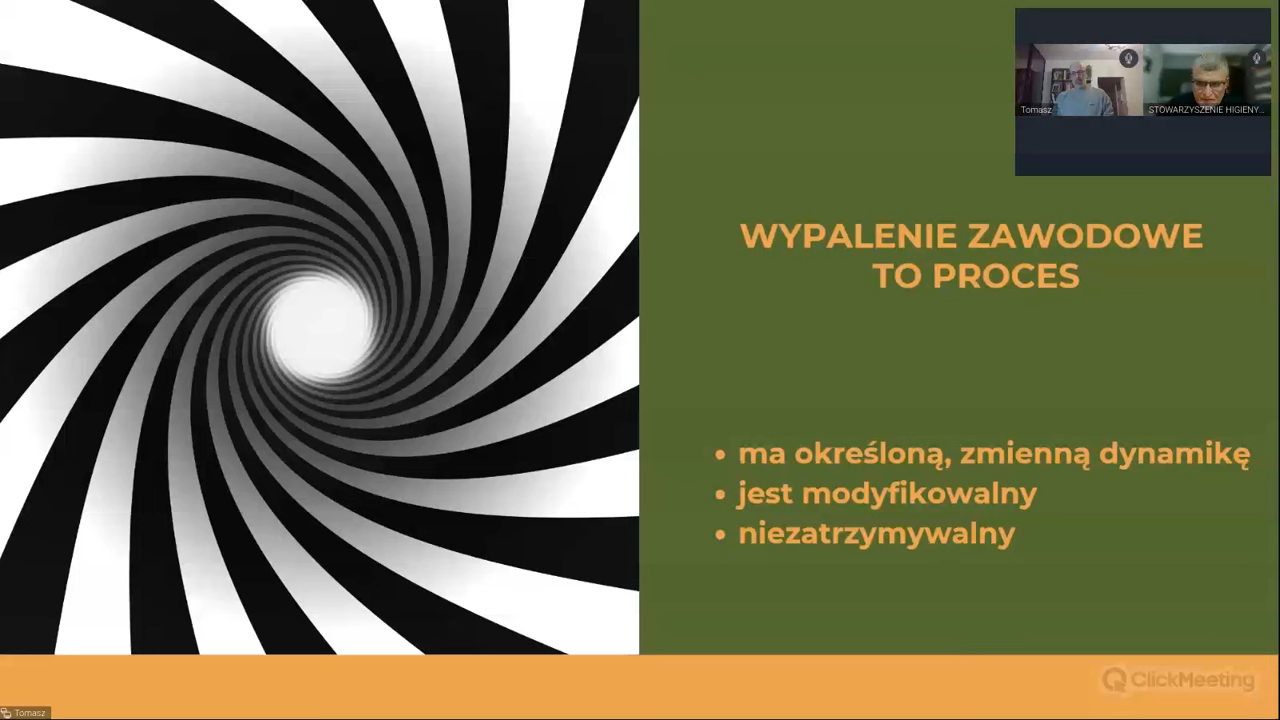 Tomasz
STOWARZYSZENIE HIGIENY...
WYPALENIE ZAWODOWE
TO PROCES
• ma określoną, zmienną dynamikę
• jest modyfikowalny
• niezatrzymywalny
ClickMeeting
Tomasz